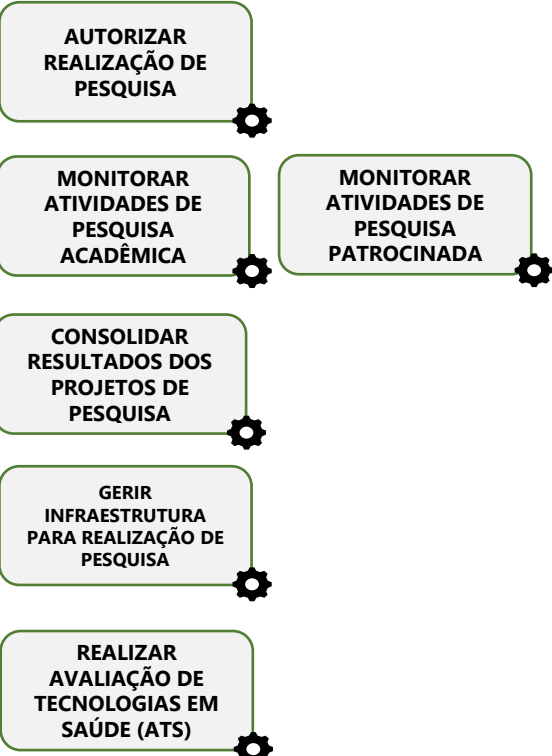 AUTORIZAR
REALIZAÇÃO DE
PESQUISA
MONITORAR
ATIVIDADES DE
PESQUISA
ACADÊMICA
MONITORAR
ATIVIDADES DE
PESQUISA
PATROCINADA
CONSOLIDAR
RESULTADOS DOS
PROJETOS DE
PESQUISA
GERIR
INFRAESTRUTURA
PARA REALIZAÇÃO DE
PESQUISA
REALIZAR
AVALIAÇÃO DE
TECNOLOGIAS EM
SAÚDE (ATS)